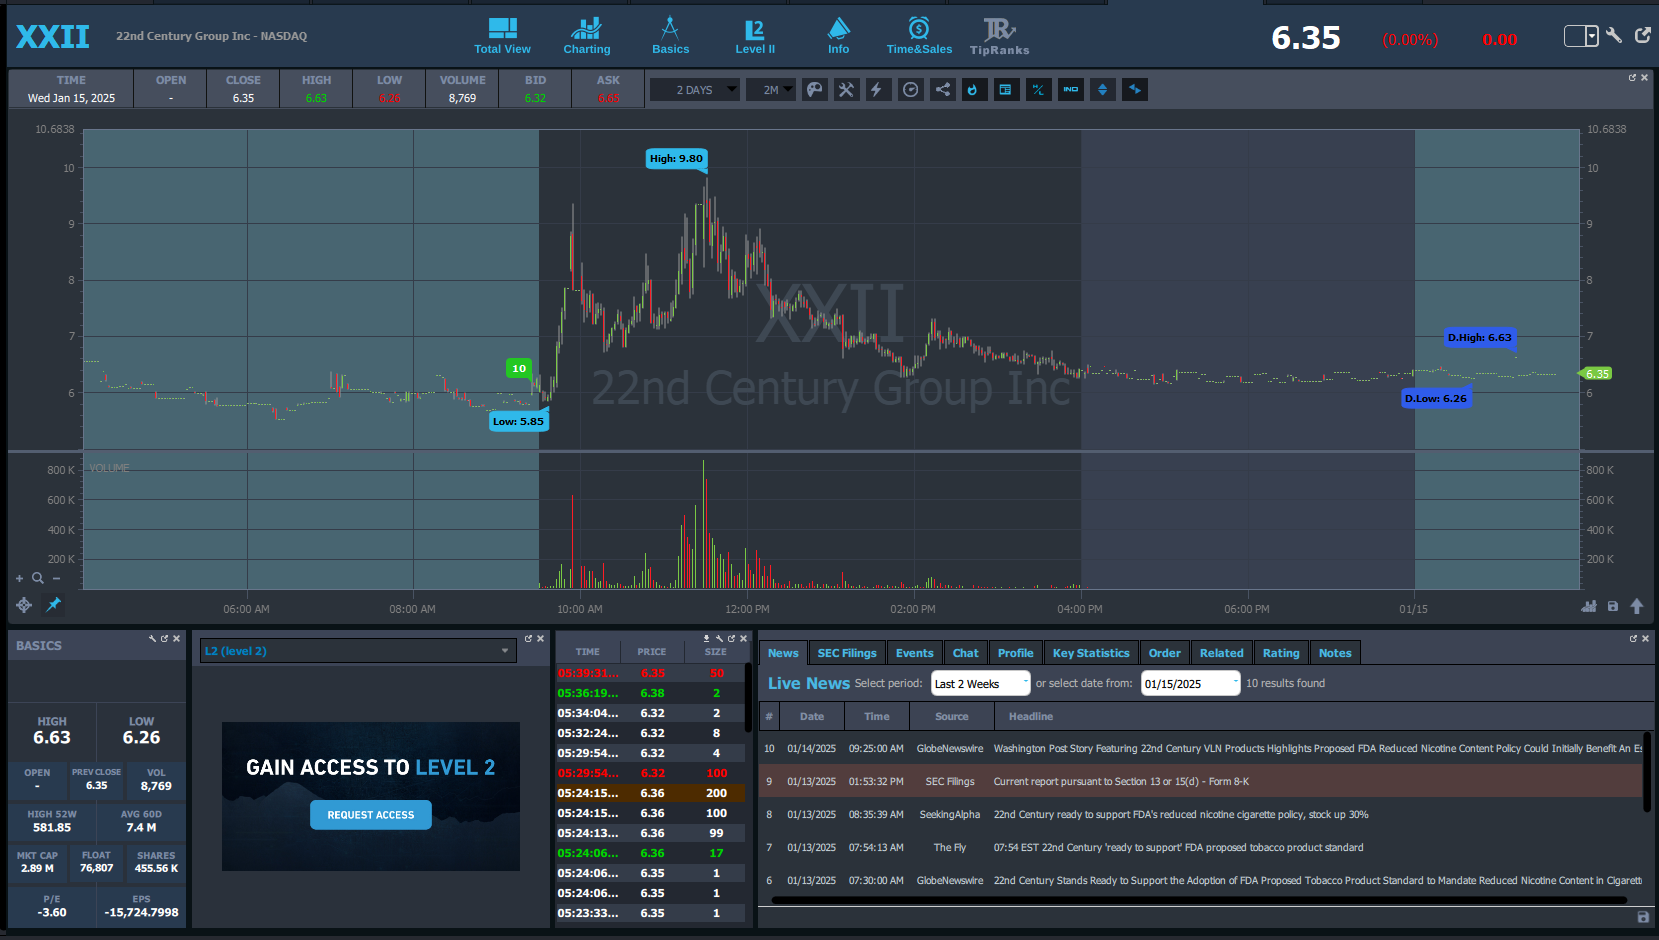 XXII
22nd Century Group Inc - NASDAQ
Total View
Charting
Basics
L2
Level II
Info
Time&Sales
TipRanks
6.35
(0.00%)
0.00
TIME OPEN CLOSE HIGH LOW VOLUME BID ASK
Wed Jan 15, 2025 - 6.35 6.63 6.26 8,769 6.32 6.65
2 DAYS
2M
H/L
IND
10.6838 10.6838
High: 9.80
10 10
9 9
8 8
XXII
7 7
D.High: 6.63
10
6.35
22nd Century Group Inc
6 6
D.Low: 6.26
Low: 5.85
VOLUME
800 K 800 K
600 K 600 K
400 K 400 K
200 K 200 K
06:00 AM 08:00 AM 10:00 AM 12:00 PM 02:00 PM 04:00 PM 06:00 PM 01/15
BASICS
HIGH LOW
6.63 6.26
OPEN PREV CLOSE VOL
- 6.35 8,769
HIGH 52W AVG 60D
581.85 7.4 M
MKT CAP FLOAT SHARES
2.89 M 76,807 455.56 K
P/E EPS
-3.60 -15,724.7998
L2 (level 2)
GAIN ACCESS TO LEVEL 2
REQUEST ACCESS
TIME PRICE SIZE
05:39:31... 6.35 50
05:36:19... 6.38 2
05:34:04... 6.32 2
05:32:24... 6.32 8
05:29:54... 6.32 4
05:29:54... 6.32 100
05:24:15... 6.36 200
05:24:15... 6.36 100
05:24:13... 6.36 99
05:24:06... 6.36 17
05:24:06... 6.35 1
05:24:06... 6.35 1
05:23:33... 6.35 1
News SEC Filings Events Chat Profile Key Statistics Order Related Rating Notes
Live News Select period: Last 2 Weeks or select date from: 01/15/2025 10 results found
# Date Time Source Headline
10 01/14/2025 09:25:00 AM GlobeNewswire Washington Post Story Featuring 22nd Century VLN Products Highlights Proposed FDA Reduced Nicotine Content Policy Could Initially Benefit An Es
9 01/13/2025 01:53:32 PM SEC Filings Current report pursuant to Section 13 or 15(d) - Form 8-K
8 01/13/2025 08:35:39 AM SeekingAlpha 22nd Century ready to support FDA's reduced nicotine cigarette policy, stock up 30%
7 01/13/2025 07:54:13 AM The Fly 07:54 EST 22nd Century 'ready to support' FDA proposed tobacco product standard
6 01/13/2025 07:30:00 AM GlobeNewswire 22nd Century Stands Ready to Support the Adoption of FDA Proposed Tobacco Product Standard to Mandate Reduced Nicotine Content in Cigarett